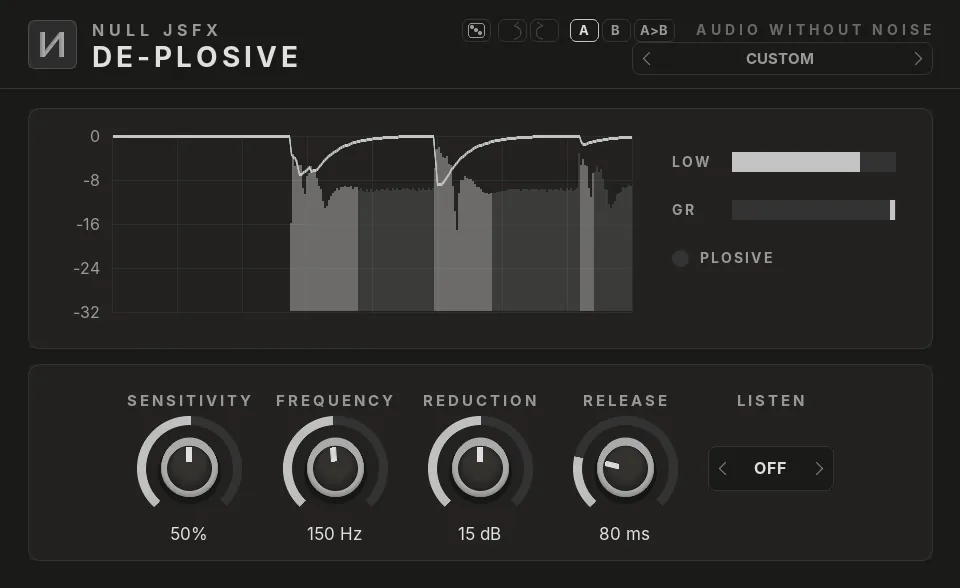 NULL JSFX
DE-PLOSIVE
A B A>B
AUDIO WITHOUT NOISE
CUSTOM
0
-8
-16
-24
-32
LOW
GR
PLOSIVE
SENSITIVITY FREQUENCY REDUCTION RELEASE LISTEN
OFF
50% 150 Hz 15 dB 80 ms